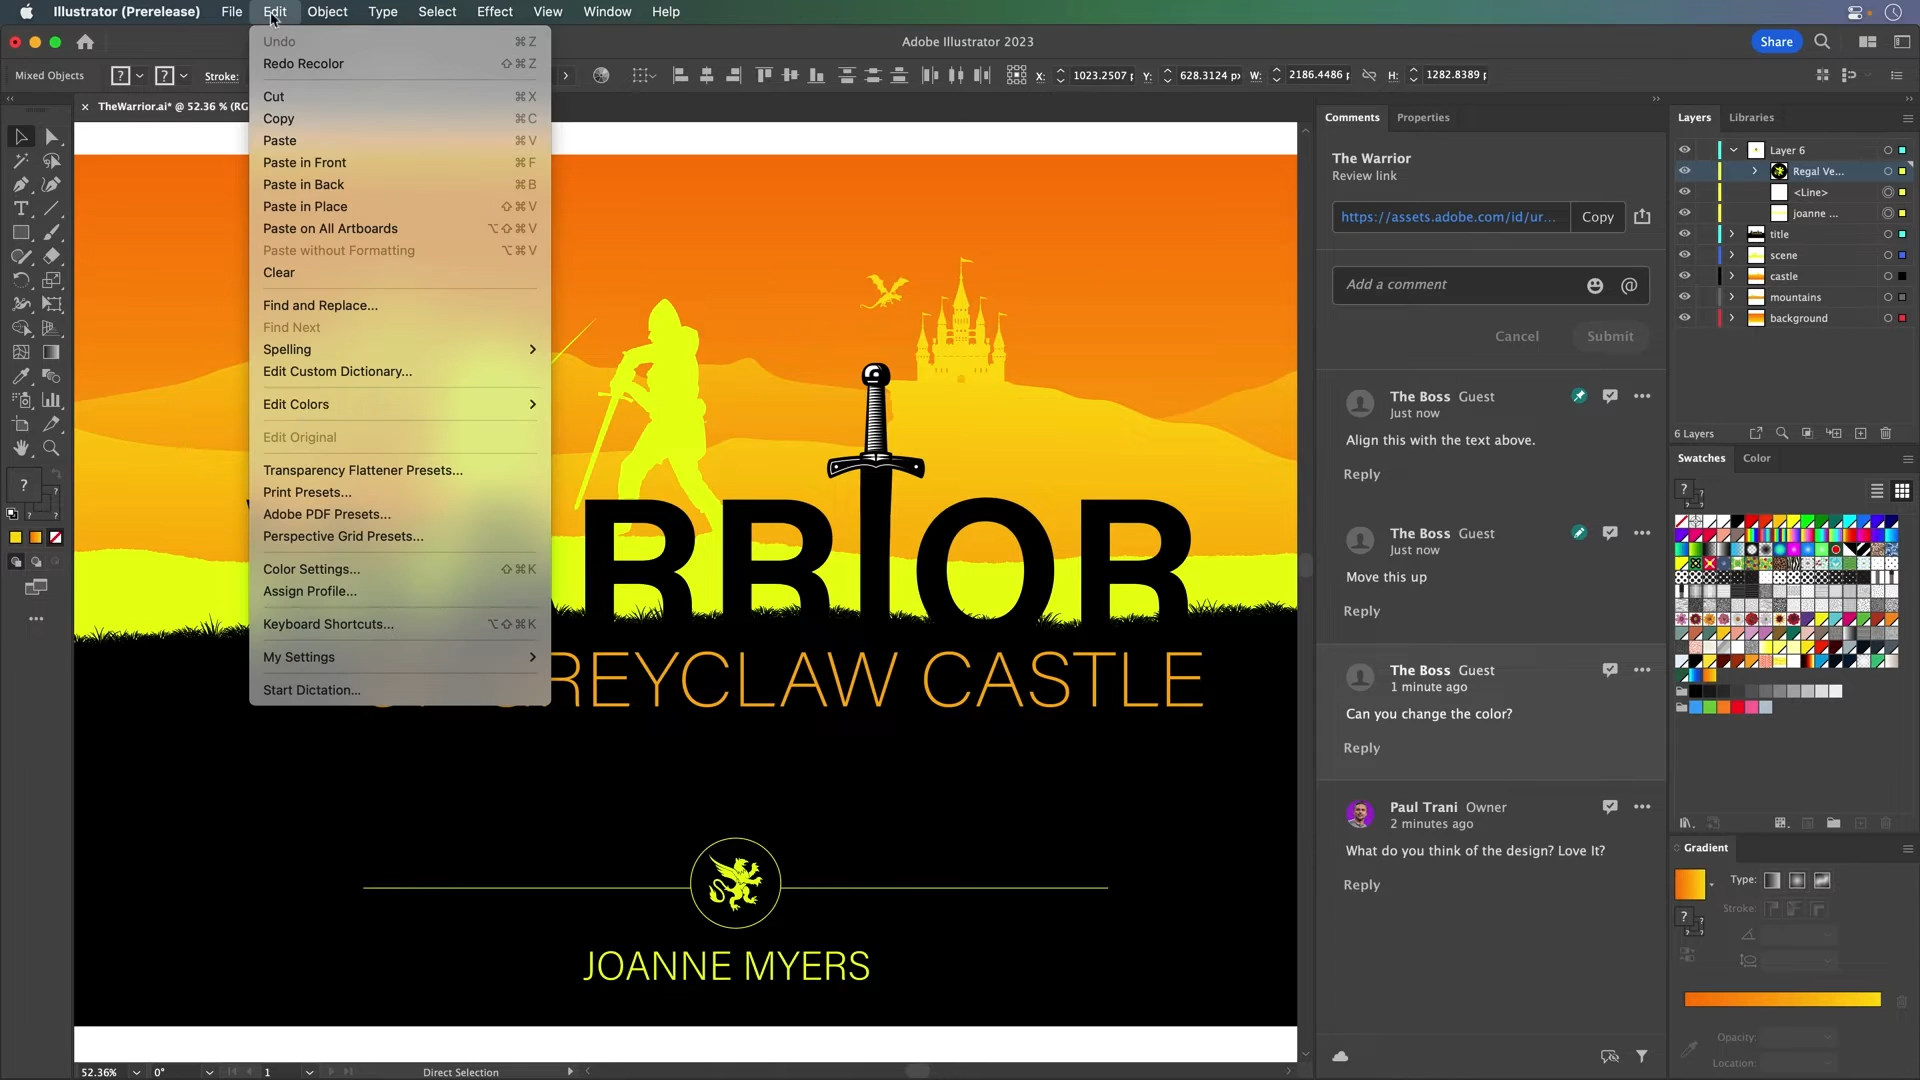 Illustrator (Prerelease) File Edit Object Type Select Effect View Window Help
Adobe Illustrator 2023
Share
Mixed Objects
Stroke:
X: 1023.2507
Y: 628.3124 px
W: 2186.4486
H: 1282.8389
× TheWarrior.ai* @ 52.36 % (RG
Undo ⌘Z
Redo Recolor ⇧⌘Z
Cut ⌘X
Copy ⌘C
Paste ⌘V
Paste in Front ⌘F
Paste in Back ⌘B
Paste in Place ⇧⌘V
Paste on All Artboards ⌥⇧⌘V
Paste without Formatting ⌥⌘V
Clear
Find and Replace...
Find Next
Spelling
Edit Custom Dictionary...
Edit Colors
Edit Original
Transparency Flattener Presets...
Print Presets...
Adobe PDF Presets...
Perspective Grid Presets...
Color Settings... ⇧⌘K
Assign Profile...
Keyboard Shortcuts... ⌥⇧⌘K
My Settings
Start Dictation...
RRIOR
REYCLAW CASTLE
JOANNE MYERS
52.36% 0° 1 Direct Selection
Comments Properties
The Warrior
Review link
https://assets.adobe.com/id/ur... Copy
Add a comment @
Cancel Submit
The Boss Guest
Just now
Align this with the text above.
Reply
The Boss Guest
Just now
Move this up
Reply
The Boss Guest
1 minute ago
Can you change the color?
Reply
Paul Trani Owner
2 minutes ago
What do you think of the design? Love It?
Reply
Layers Libraries
Layer 6
Regal Ve...
<Line>
joanne ...
title
scene
castle
mountains
background
6 Layers
Swatches Color
Gradient
Type:
Stroke:
Opacity:
Location: